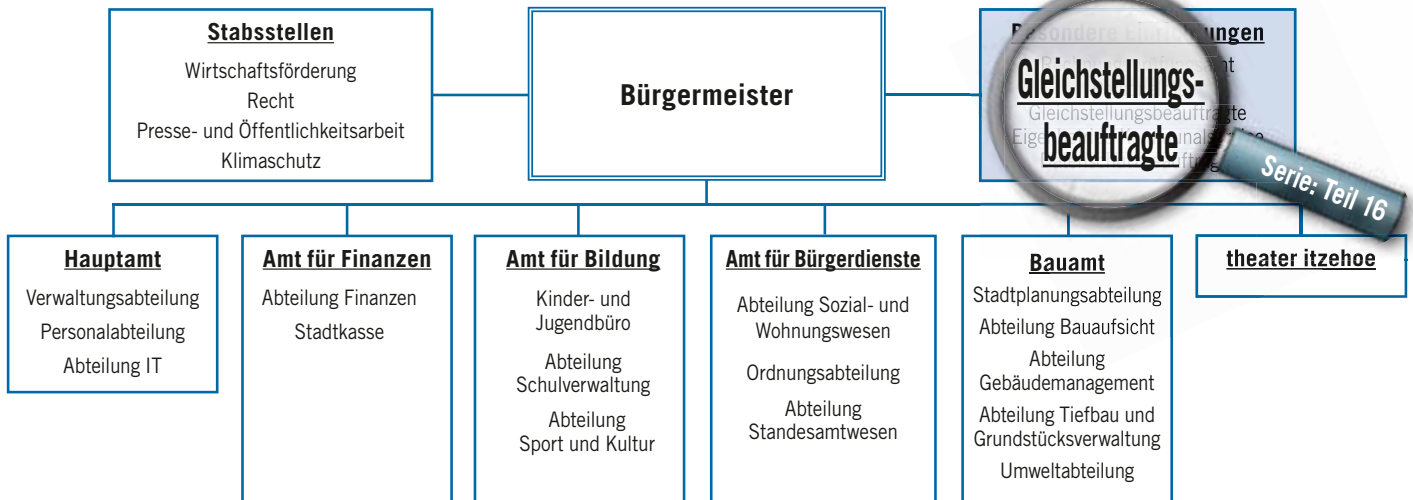 Stabsstellen
Wirtschaftsförderung
Recht
Presse- und Öffentlichkeitsarbeit
Klimaschutz
Bürgermeister
Gleichstellungs-
beauftragte
Gleichstellungsbeauftragte
Serie: Teil 16
Hauptamt
Verwaltungsabteilung
Personalabteilung
Abteilung IT
Amt für Finanzen
Abteilung Finanzen
Stadtkasse
Amt für Bildung
Kinder- und
Jugendbüro
Abteilung
Schulverwaltung
Abteilung
Sport und Kultur
Amt für Bürgerdienste
Abteilung Sozial- und
Wohnungswesen
Ordnungsabteilung
Abteilung
Standesamtwesen
Bauamt
Stadtplanungsabteilung
Abteilung Bauaufsicht
Abteilung
Gebäudemanagement
Abteilung Tiefbau und
Grundstücksverwaltung
Umweltabteilung
theater itzehoe